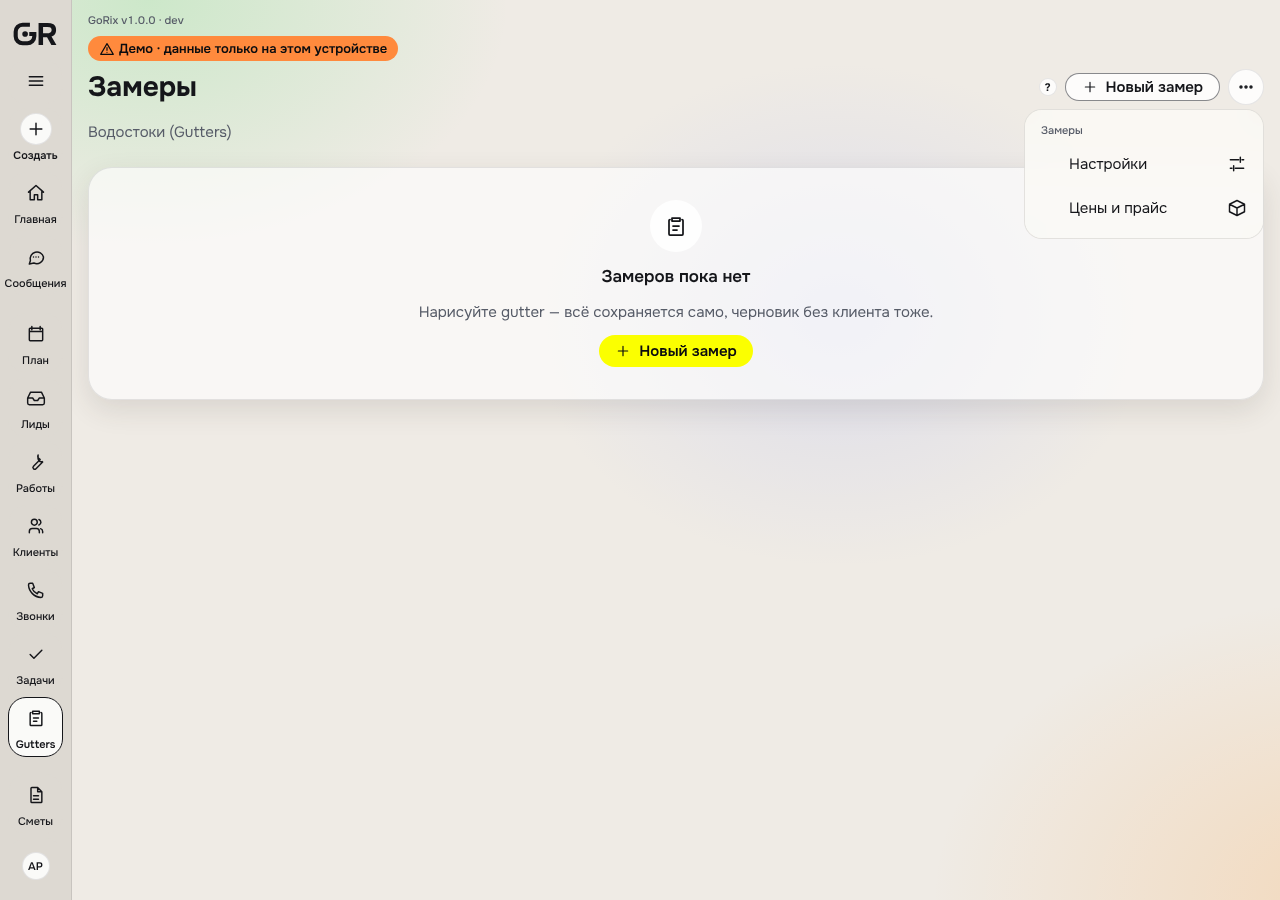 GR
GoRix v1.0.0 · dev
Демо · данные только на этом устройстве
Замеры
?
Новый замер
Водостоки (Gutters)
Замеры
Настройки
Цены и прайс
Замеров пока нет
Нарисуйте gutter — всё сохраняется само, черновик без клиента тоже.
Новый замер
Создать
Главная
Сообщения
План
Лиды
Работы
Клиенты
Звонки
Задачи
Gutters
Сметы
AP